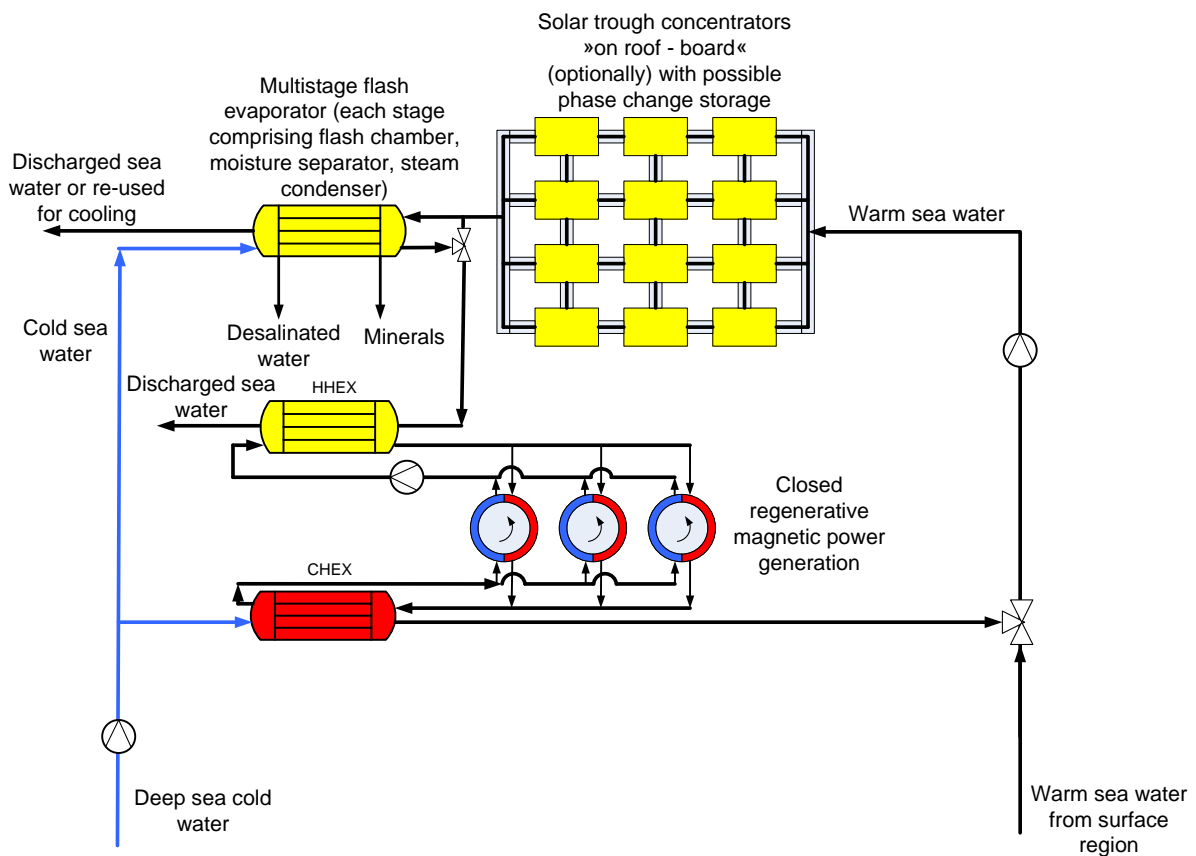 Solar trough concentrators
»on roof - board«
(optionally) with possible
phase change storage
Multistage flash
evaporator (each stage
comprising flash chamber,
moisture separator, steam
condenser)
Discharged sea
water or re-used
for cooling
Warm sea water
Cold sea
water
Desalinated
water
Minerals
Discharged sea
water
HHEX
Closed
regenerative
magnetic power
generation
CHEX
Deep sea cold
water
Warm sea water
from surface
region